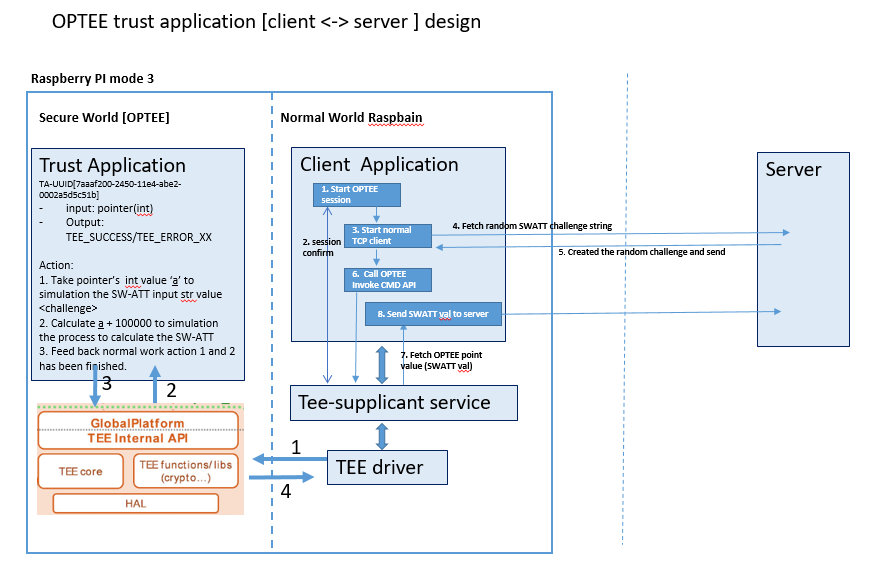 OPTEE trust application [client <-> server ] design
Raspberry PI mode 3
Secure World [OPTEE]
Normal World Raspbain
Trust Application
TA-UUID[7aaaf200-2450-11e4-abe2-
0002a5d5c51b]
- input: pointer(int)
- Output:
TEE_SUCCESS/TEE_ERROR_XX
Action:
1. Take pointer's int value 'a' to
simulation the SW-ATT input str value
<challenge>
2. Calculate a + 100000 to simulation
the process to calculate the SW-ATT
3. Feed back normal work action 1 and 2
has been finished.
3
2
GlobalPlatform
TEE Internal API
TEE core
TEE functions/libs
(crypto...)
HAL
Client Application
1. Start OPTEE
session
2. session
confirm
3. Start normal
TCP client
4. Fetch random SWATT challenge string
5. Created the random challenge and send
6. Call OPTEE
Invoke CMD API
8. Send SWATT val to server
7. Fetch OPTEE point
value (SWATT val)
Tee-supplicant service
1
TEE driver
4
Server